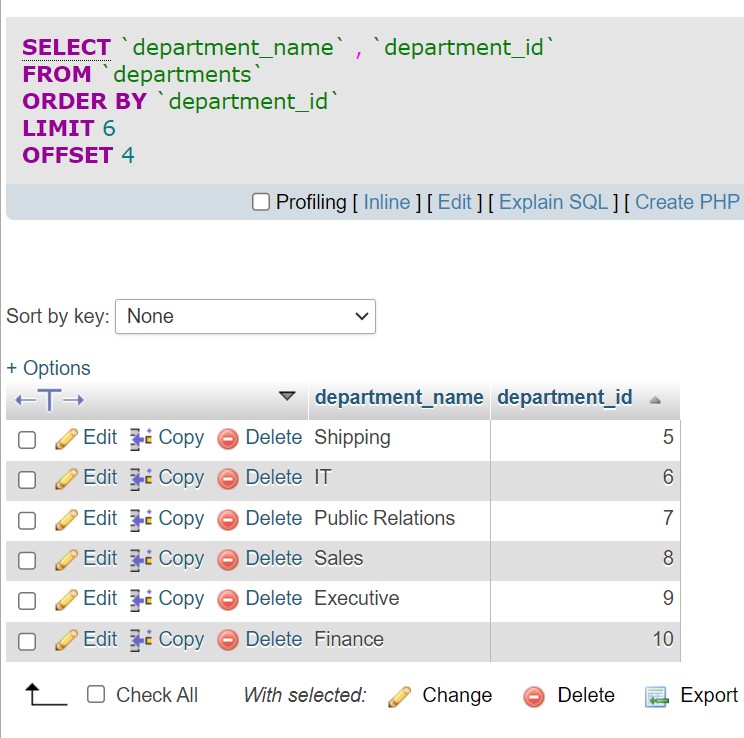 SELECT `department_name` , `department_id`
FROM `departments`
ORDER BY `department_id`
LIMIT 6
OFFSET 4
Profiling [ Inline ] [ Edit ] [ Explain SQL ] [ Create PHP
Sort by key: None
+ Options
department_name department_id
Edit Copy Delete Shipping 5
Edit Copy Delete IT 6
Edit Copy Delete Public Relations 7
Edit Copy Delete Sales 8
Edit Copy Delete Executive 9
Edit Copy Delete Finance 10
Check All With selected: Change Delete Export